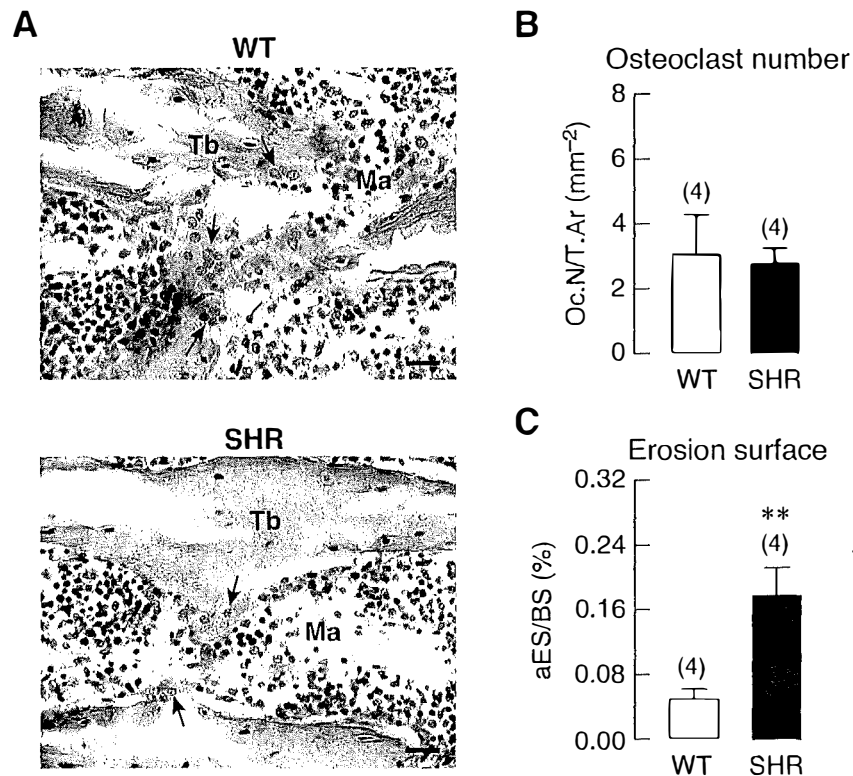 A
WT
Tb
Ma
SHR
Tb
Ma
B
Osteoclast number
Oc.N/T.Ar (mm⁻²)
8
6
4
2
0
(4)
(4)
WT
SHR
C
Erosion surface
aES/BS (%)
0.32
0.24
0.16
0.08
0.00
(4)
**
(4)
WT
SHR